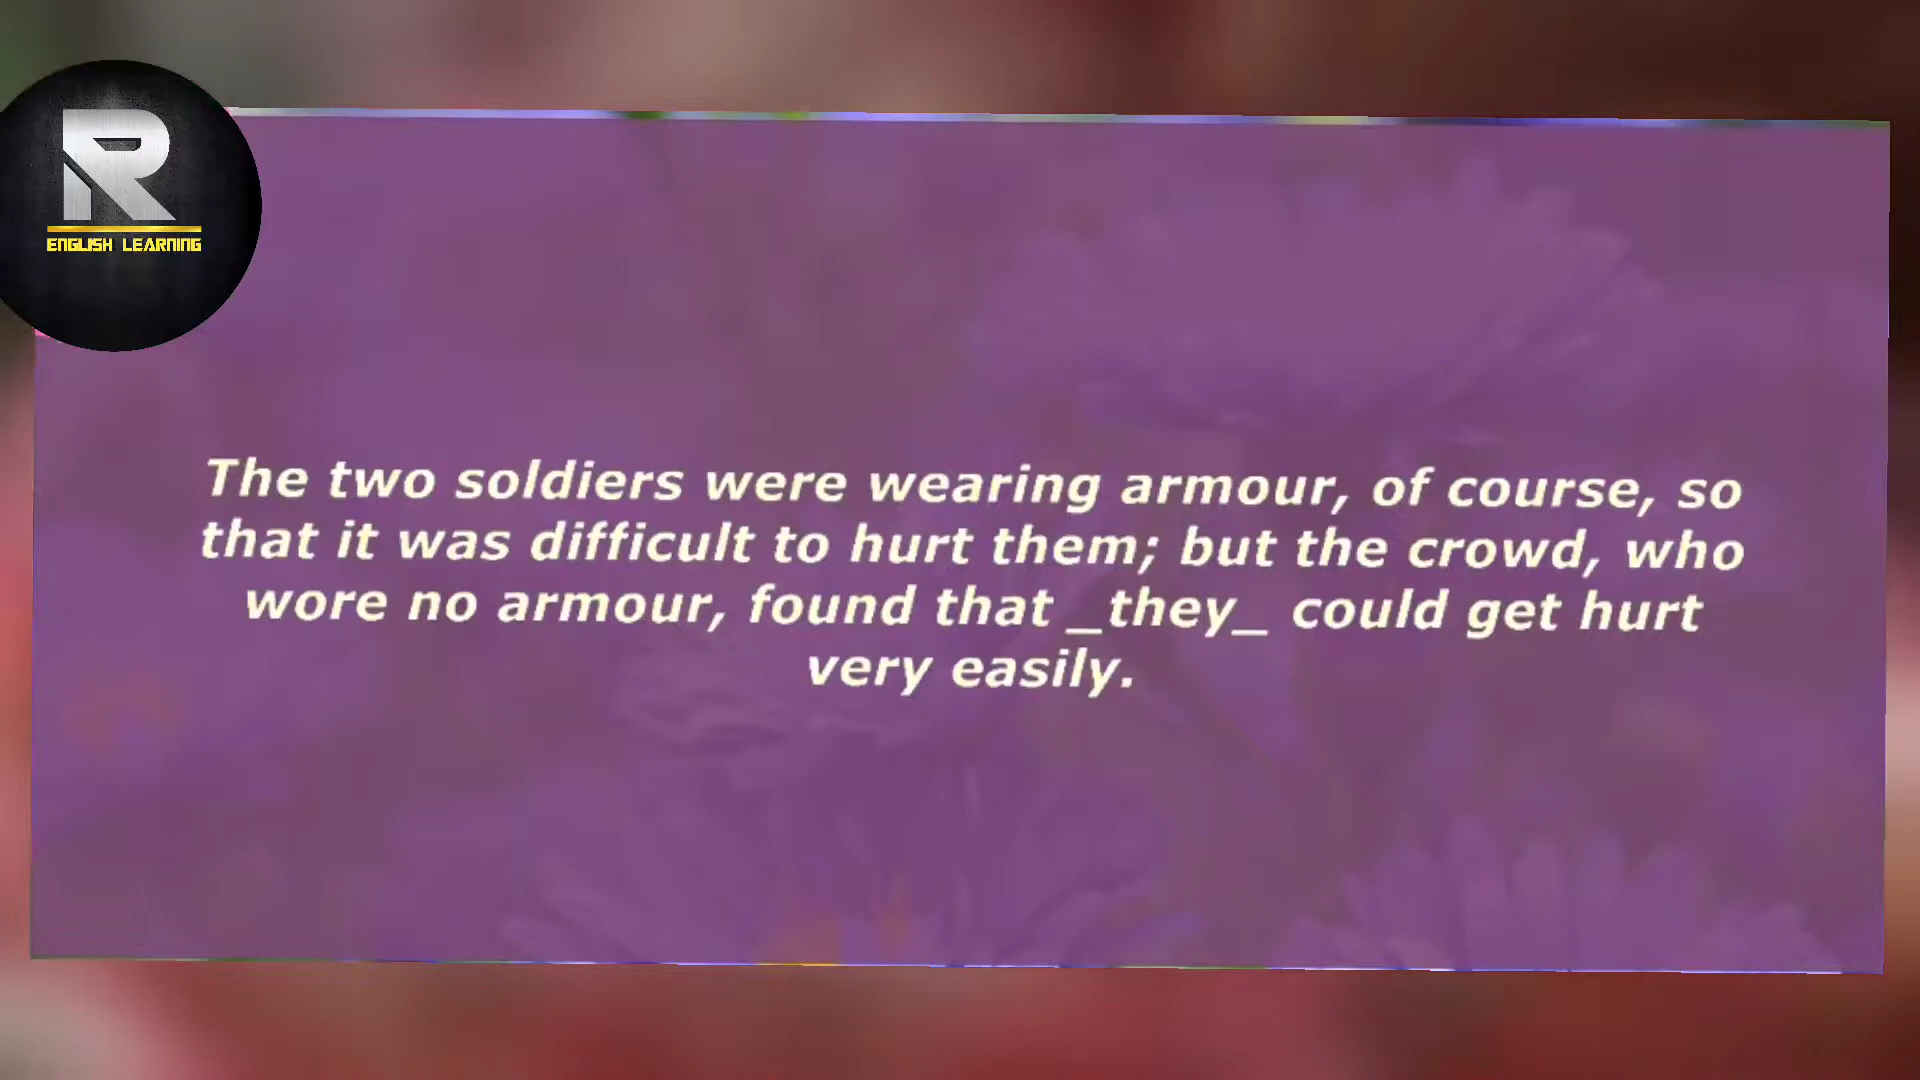 R
ENGLISH LEARNING
The two soldiers were wearing armour, of course, so
that it was difficult to hurt them; but the crowd, who
wore no armour, found that _they_ could get hurt
very easily.